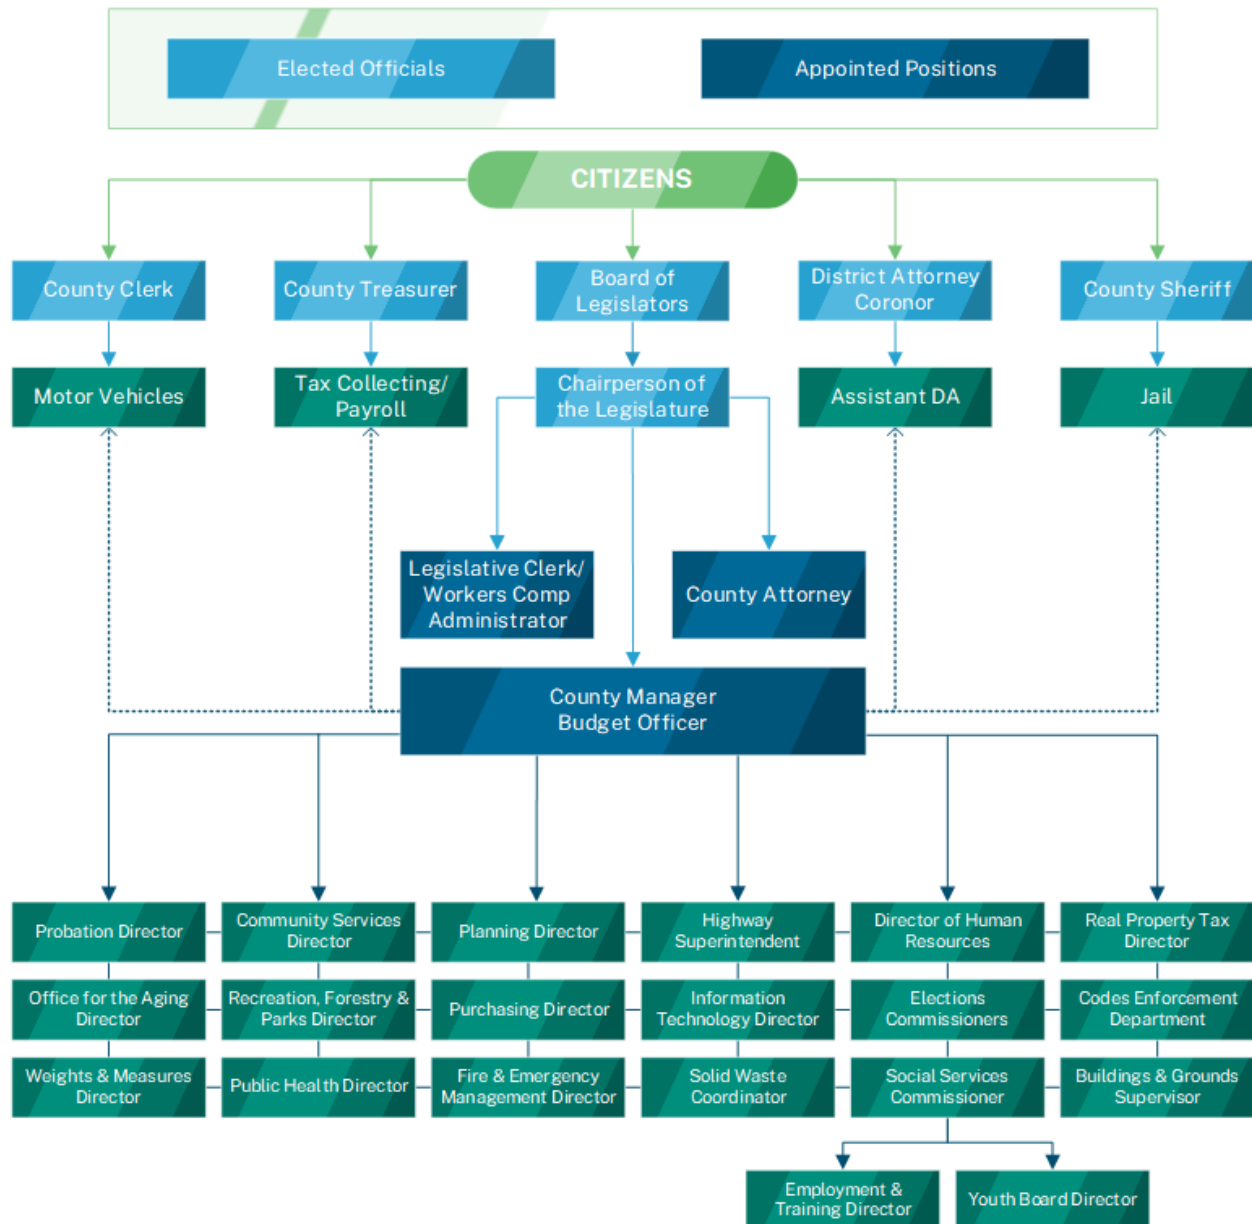 Elected Officials
Appointed Positions
CITIZENS
County Clerk
County Treasurer
Board of
Legislators
District Attorney
Coronor
County Sheriff
Motor Vehicles
Tax Collecting/
Payroll
Chairperson of
the Legislature
Assistant DA
Jail
Legislative Clerk/
Workers Comp
Administrator
County Attorney
County Manager
Budget Officer
Probation Director
Community Services
Director
Planning Director
Highway
Superintendent
Director of Human
Resources
Real Property Tax
Director
Office for the Aging
Director
Recreation, Forestry &
Parks Director
Purchasing Director
Information
Technology Director
Elections
Commissioners
Codes Enforcement
Department
Weights & Measures
Director
Public Health Director
Fire & Emergency
Management Director
Solid Waste
Coordinator
Social Services
Commissioner
Buildings & Grounds
Supervisor
Employment &
Training Director
Youth Board Director